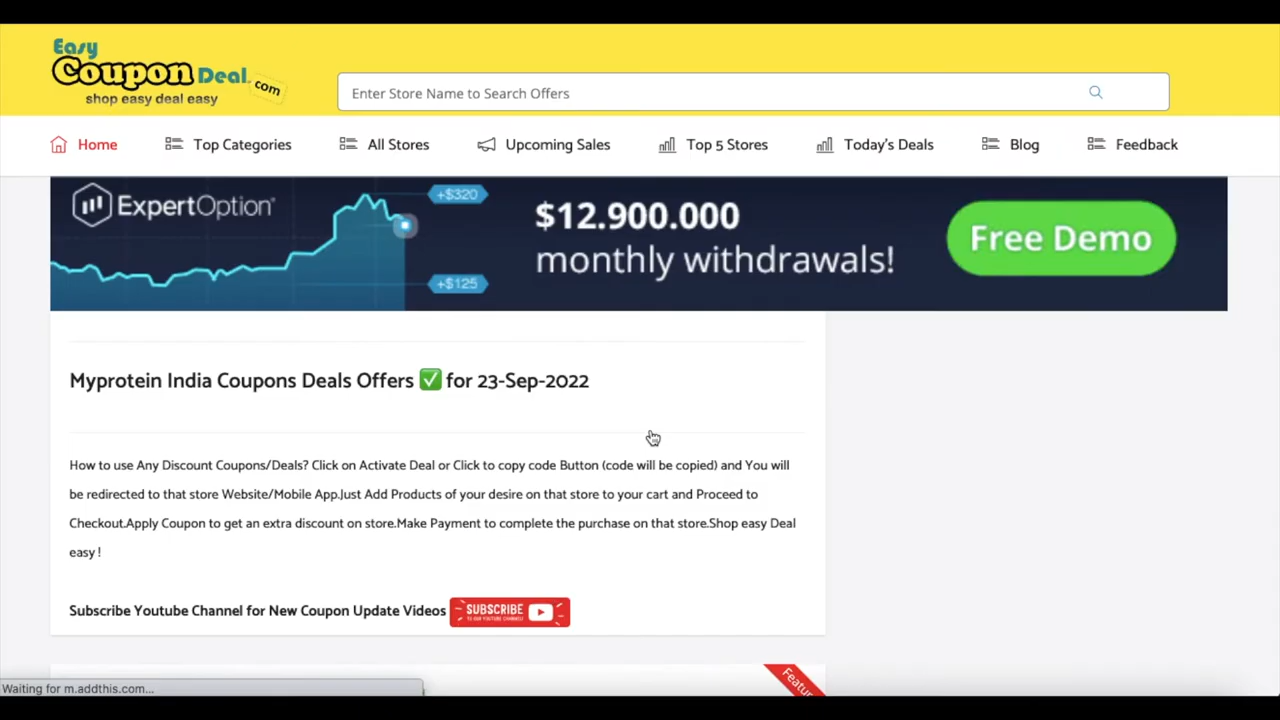 Easy
Coupon Deal .com
shop easy deal easy
Enter Store Name to Search Offers
Home Top Categories All Stores Upcoming Sales Top 5 Stores Today's Deals Blog Feedback
ExpertOption
+$320
+$125
$12.900.000
monthly withdrawals!
Free Demo
Myprotein India Coupons Deals Offers ✅ for 23-Sep-2022
How to use Any Discount Coupons/Deals? Click on Activate Deal or Click to copy code Button (code will be copied) and You will
be redirected to that store Website/Mobile App.Just Add Products of your desire on that store to your cart and Proceed to
Checkout.Apply Coupon to get an extra discount on store.Make Payment to complete the purchase on that store.Shop easy Deal
easy !
Subscribe Youtube Channel for New Coupon Update Videos SUBSCRIBE
TO OUR YOUTUBE CHANNEL
Waiting for m.addthis.com...